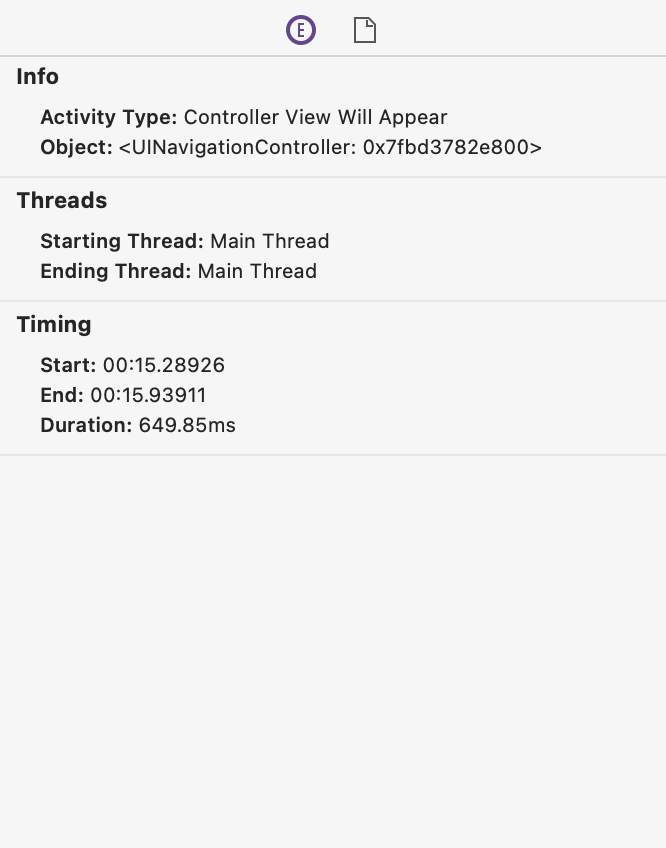 E
Info
Activity Type: Controller View Will Appear
Object: <UINavigationController: 0x7fbd3782e800>
Threads
Starting Thread: Main Thread
Ending Thread: Main Thread
Timing
Start: 00:15.28926
End: 00:15.93911
Duration: 649.85ms